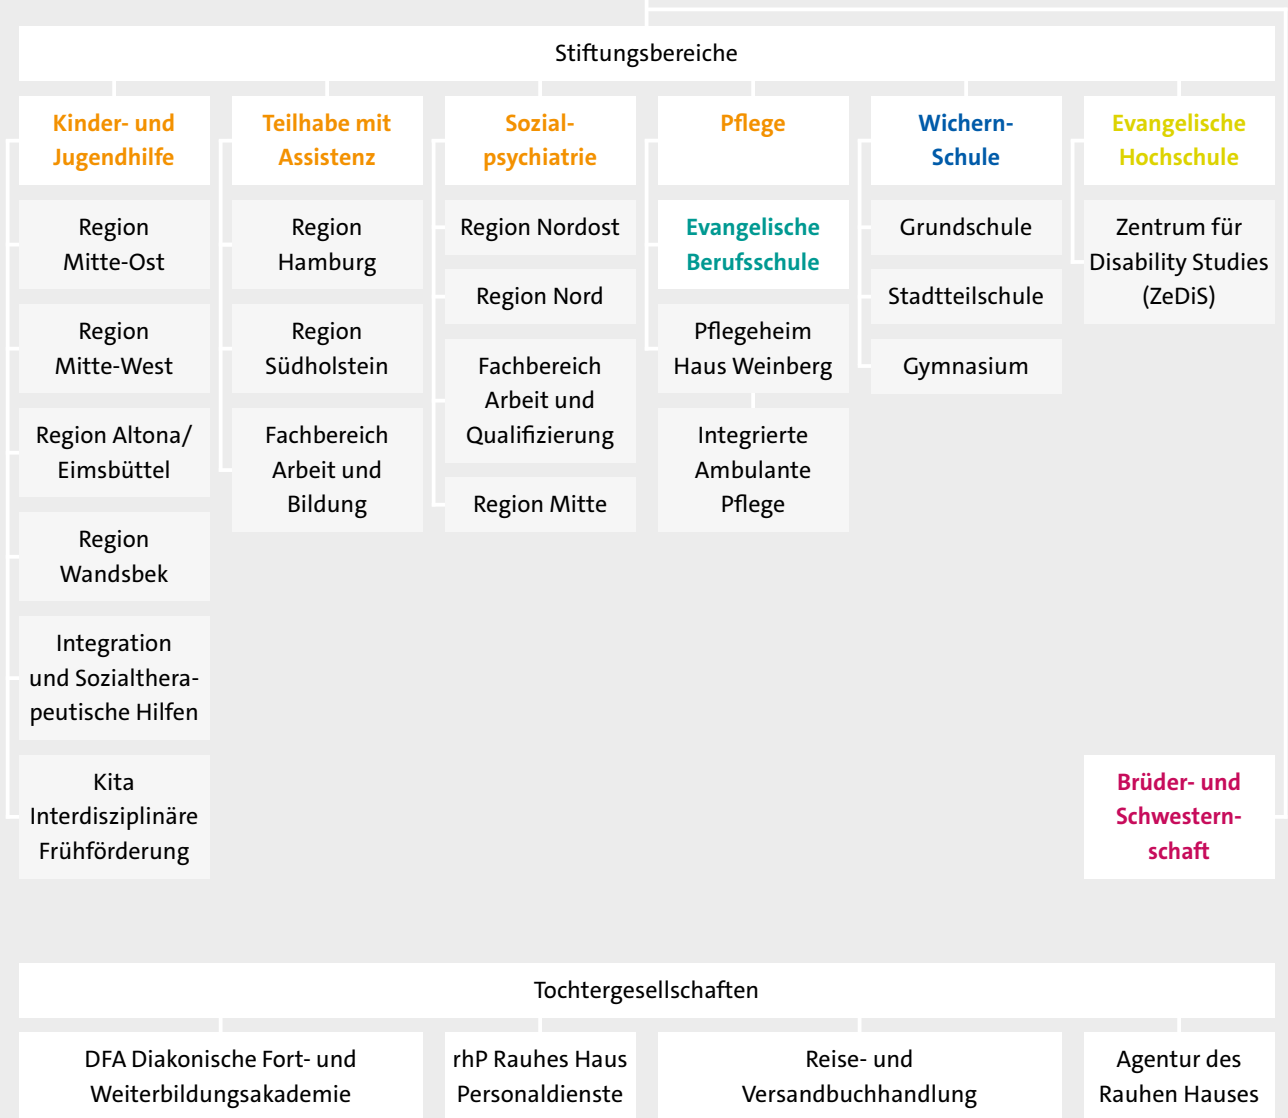 Stiftungsbereiche
Kinder- und
Jugendhilfe
Region
Mitte-Ost
Region
Mitte-West
Region Altona/
Eimsbüttel
Region
Wandsbek
Integration
und Sozialthera-
peutische Hilfen
Kita
Interdisziplinäre
Frühförderung
Teilhabe mit
Assistenz
Region
Hamburg
Region
Südholstein
Fachbereich
Arbeit und
Bildung
Sozial-
psychiatrie
Region Nordost
Region Nord
Fachbereich
Arbeit und
Qualifizierung
Region Mitte
Pflege
Evangelische
Berufsschule
Pflegeheim
Haus Weinberg
Integrierte
Ambulante
Pflege
Wichern-
Schule
Grundschule
Stadtteilschule
Gymnasium
Evangelische
Hochschule
Zentrum für
Disability Studies
(ZeDiS)
Brüder- und
Schwestern-
schaft
Tochtergesellschaften
DFA Diakonische Fort- und
Weiterbildungsakademie
rhP Rauhes Haus
Personaldienste
Reise- und
Versandbuchhandlung
Agentur des
Rauhen Hauses